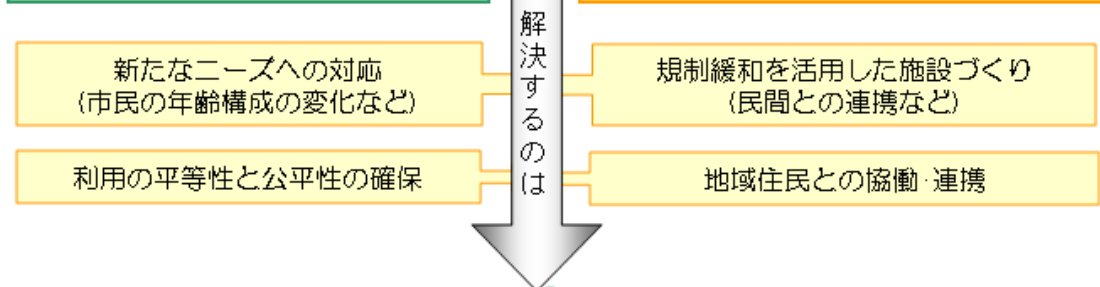 新たなニーズへの対応
(市民の年齢構成の変化など)
利用の平等性と公平性の確保
解決するのは
規制緩和を活用した施設づくり
(民間との連携など)
地域住民との協働・連携